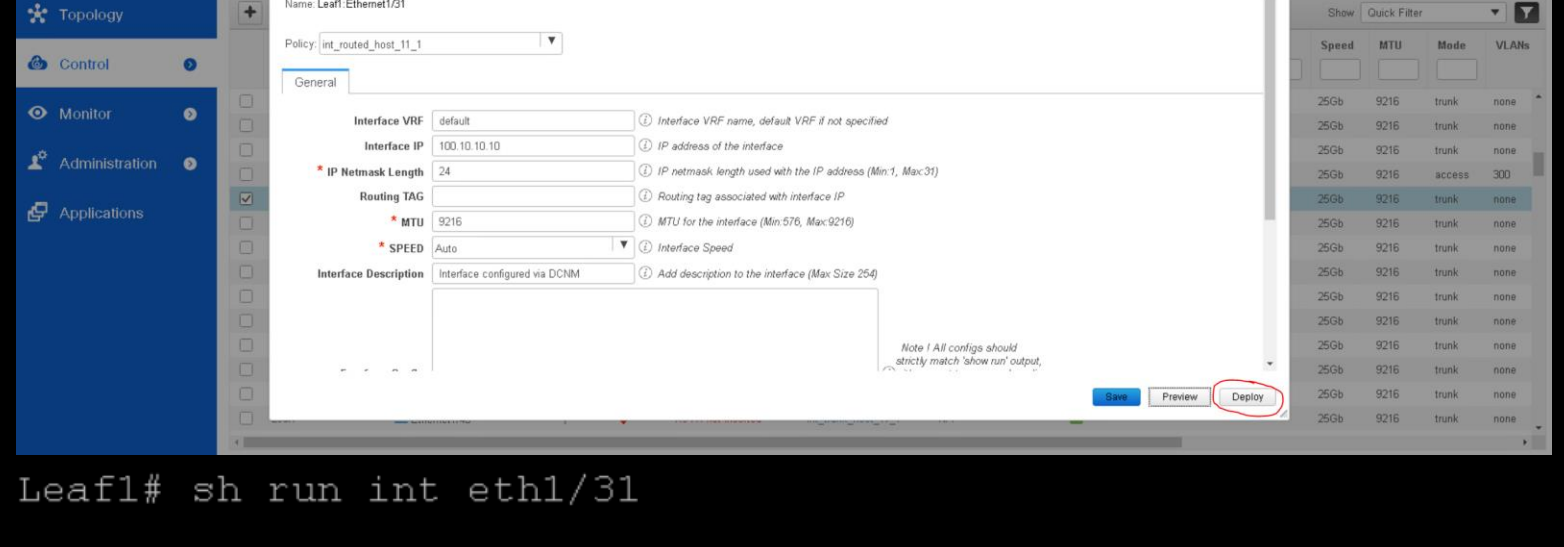 Topology
Name: Leaf1:Ethernet1/31
Show Quick Filter
Policy: int_routed_host_11_1
Control
Speed MTU Mode VLANs
General
Monitor
25Gb 9216 trunk none
Interface VRF default Interface VRF name, default VRF if not specified
25Gb 9216 trunk none
Interface IP 100.10.10.10 IP address of the interface
25Gb 9216 trunk none
Administration
* IP Netmask Length 24 IP netmask length used with the IP address (Min:1, Max:31)
25Gb 9216 access 300
Routing TAG Routing tag associated with interface IP
25Gb 9216 trunk none
Applications
* MTU 9216 MTU for the interface (Min:576, Max:9216)
25Gb 9216 trunk none
* SPEED Auto Interface Speed
25Gb 9216 trunk none
Interface Description Interface configured via DCNM Add description to the interface (Max Size 254)
25Gb 9216 trunk none
25Gb 9216 trunk none
25Gb 9216 trunk none
Note ! All configs should
25Gb 9216 trunk none
strictly match 'show run' output,
25Gb 9216 trunk none
Save Preview Deploy
25Gb 9216 trunk none
25Gb 9216 trunk none
Leaf1# sh run int eth1/31